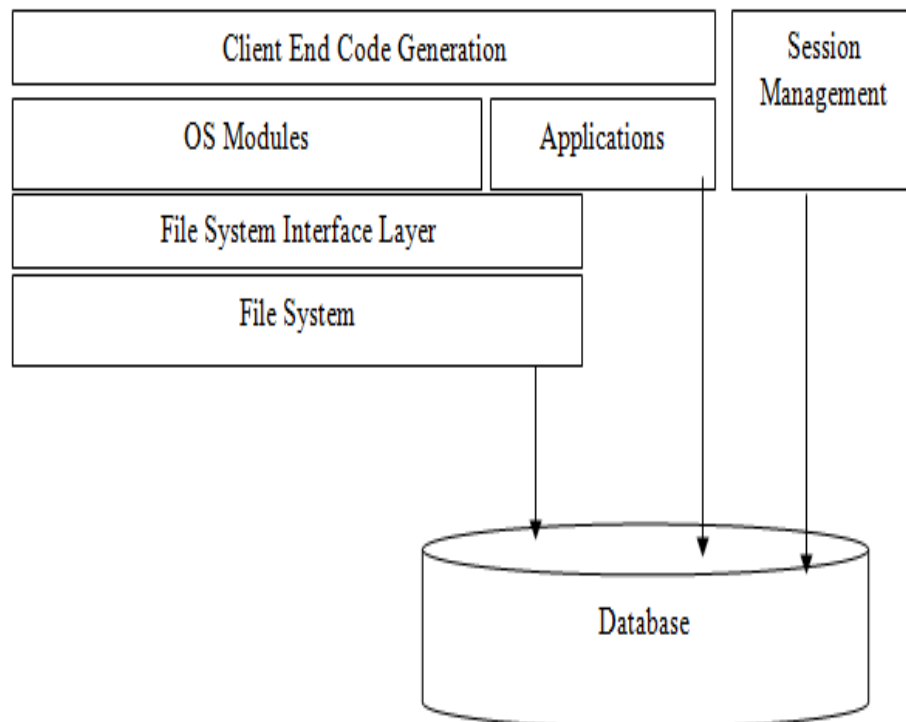 Client End Code Generation
Session
Management
OS Modules
Applications
File System Interface Layer
File System
Database